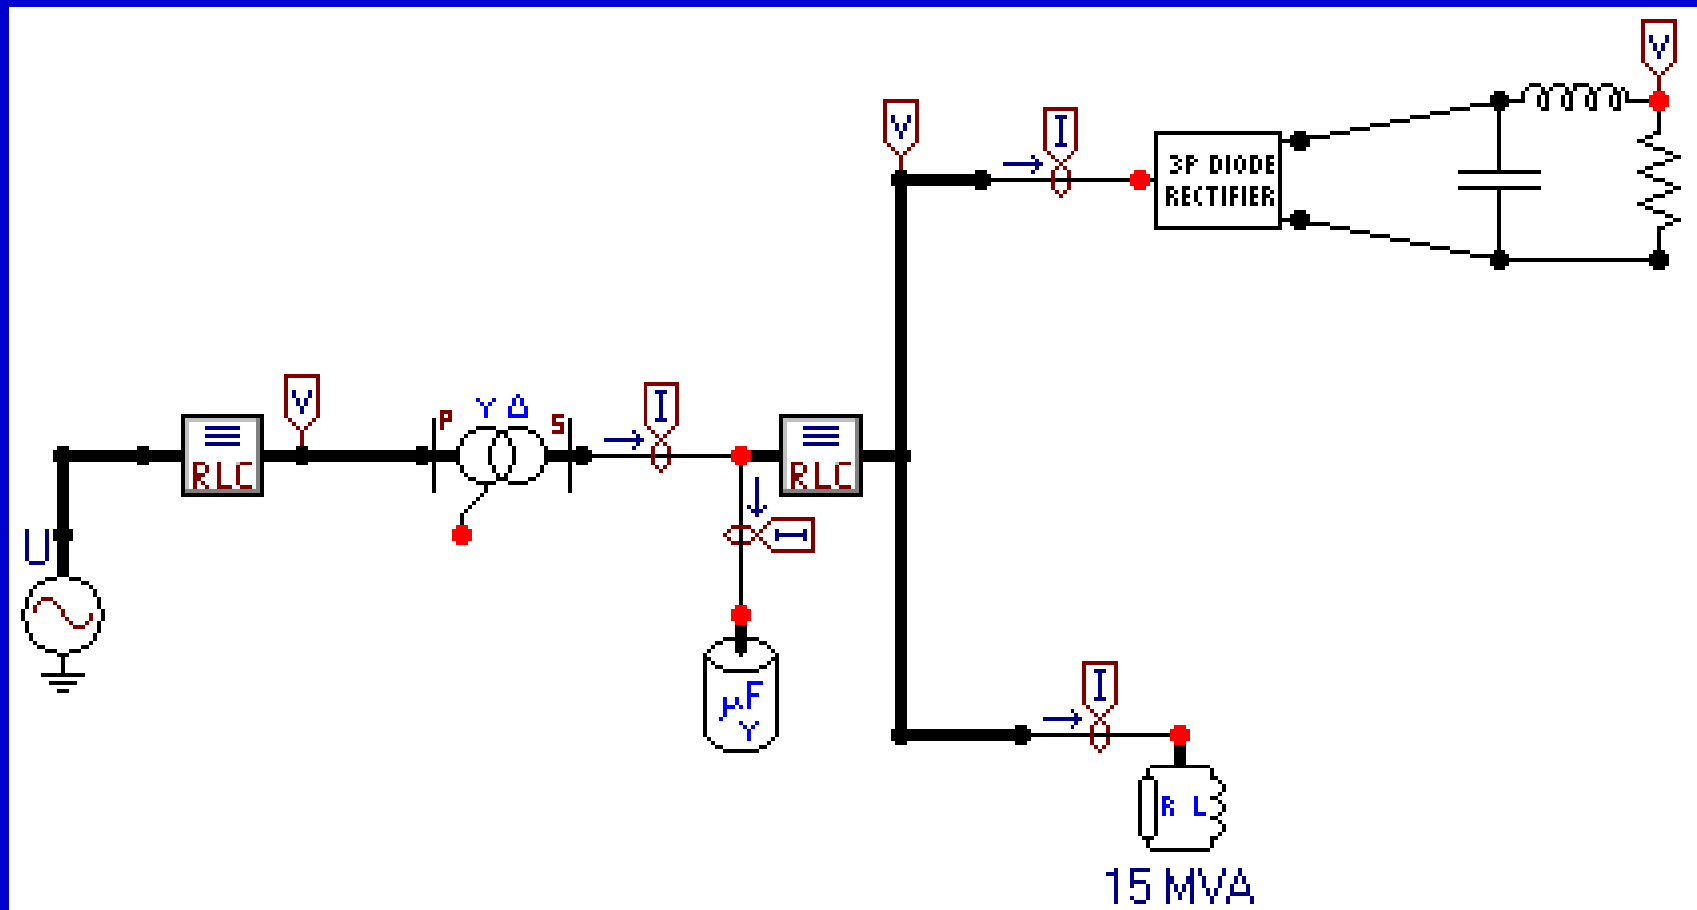 V
V
I
3P DIODE
RECTIFIER
V
P
Y Δ
S
I
RLC
RLC
U
I
μF
Y
I
R L
15 MVA